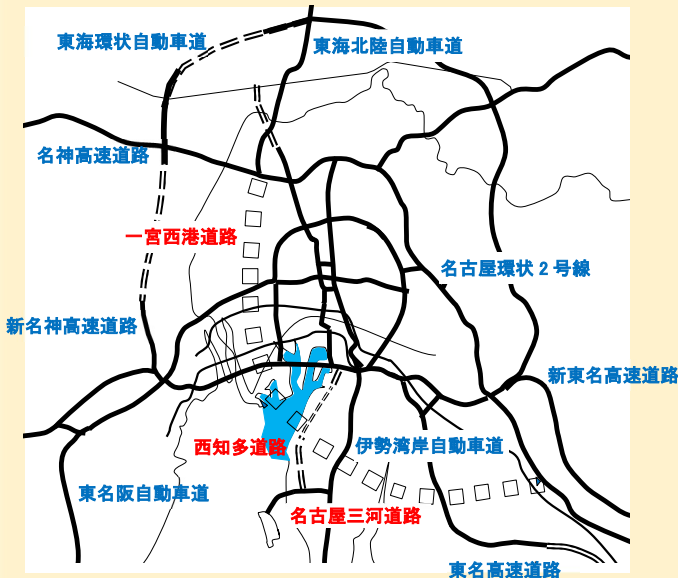 東海環状自動車道
東海北陸自動車道
名神高速道路
一宮西港道路
名古屋環状2号線
新名神高速道路
新東名高速道路
西知多道路
伊勢湾岸自動車道
東名阪自動車道
名古屋三河道路
東名高速道路